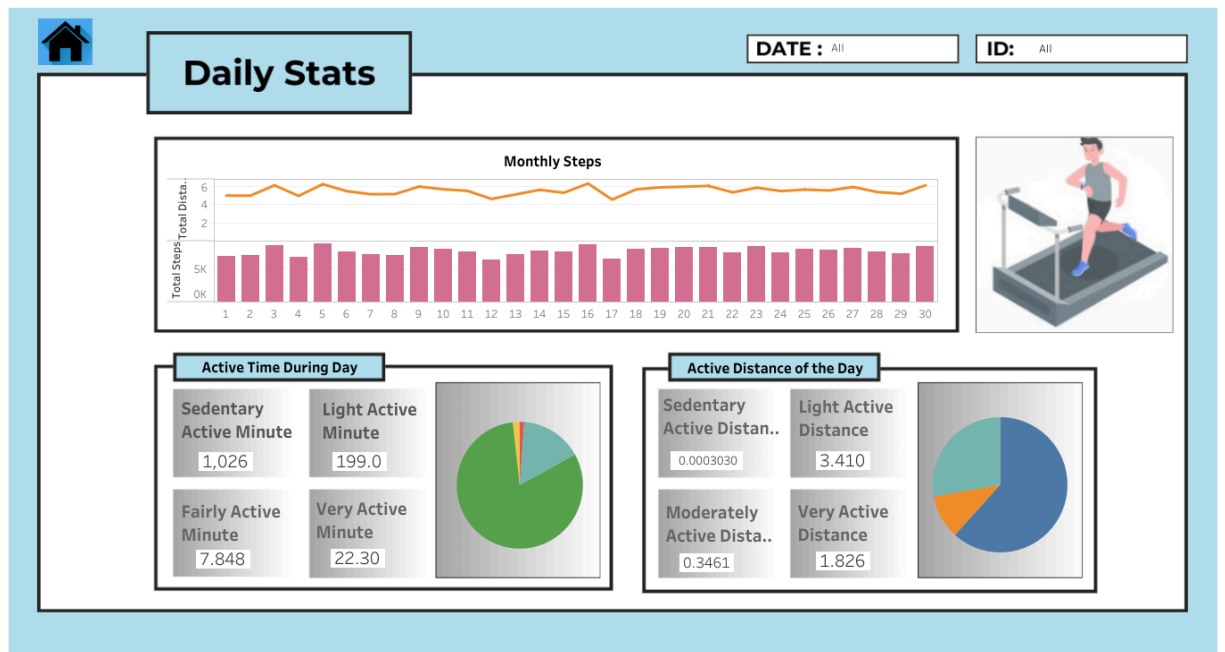 Daily Stats
DATE : All
ID: All
Monthly Steps
Total Dista..
6
4
2
Total Steps
5K
0K
1 2 3 4 5 6 7 8 9 10 11 12 13 14 15 16 17 18 19 20 21 22 23 24 25 26 27 28 29 30
Active Time During Day
Sedentary
Active Minute
1,026
Light Active
Minute
199.0
Fairly Active
Minute
7.848
Very Active
Minute
22.30
Active Distance of the Day
Sedentary
Active Distan..
0.0003030
Light Active
Distance
3.410
Moderately
Active Dista..
0.3461
Very Active
Distance
1.826